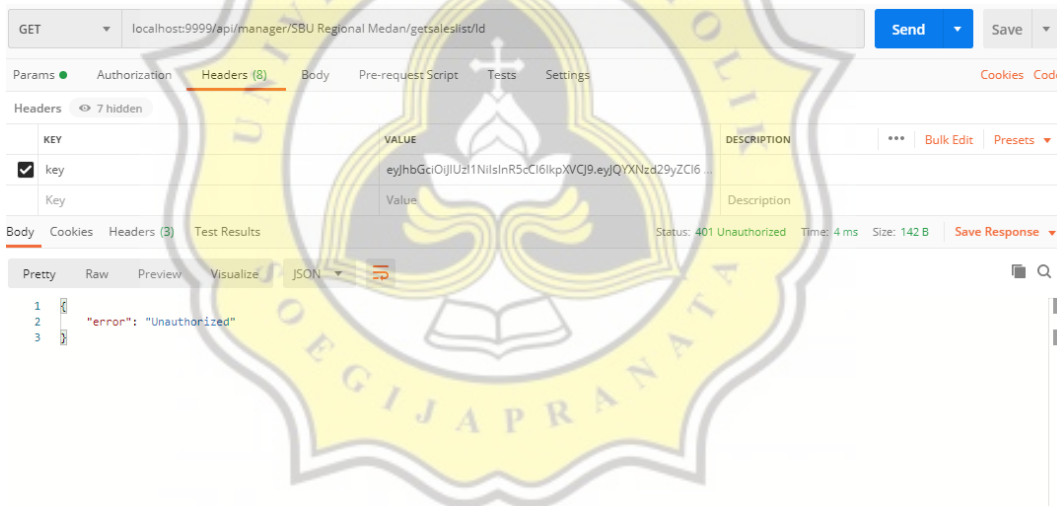 GET localhost:9999/api/manager/SBU Regional Medan/getsaleslist/ld Send Save
Params Authorization Headers (8) Body Pre-request Script Tests Settings Cookies Code
Headers 7 hidden
KEY VALUE DESCRIPTION ••• Bulk Edit Presets
key eyJhbGciOiJIUzI1NiIsInR5cCI6IkpXVCJ9.eyJQYXNzd29yZCI6 ...
Key Value Description
Body Cookies Headers (3) Test Results Status: 401 Unauthorized Time: 4 ms Size: 142 B Save Response
Pretty Raw Preview Visualize JSON
1 {
2 "error": "Unauthorized"
3 }
SOEGIJAPRANATA